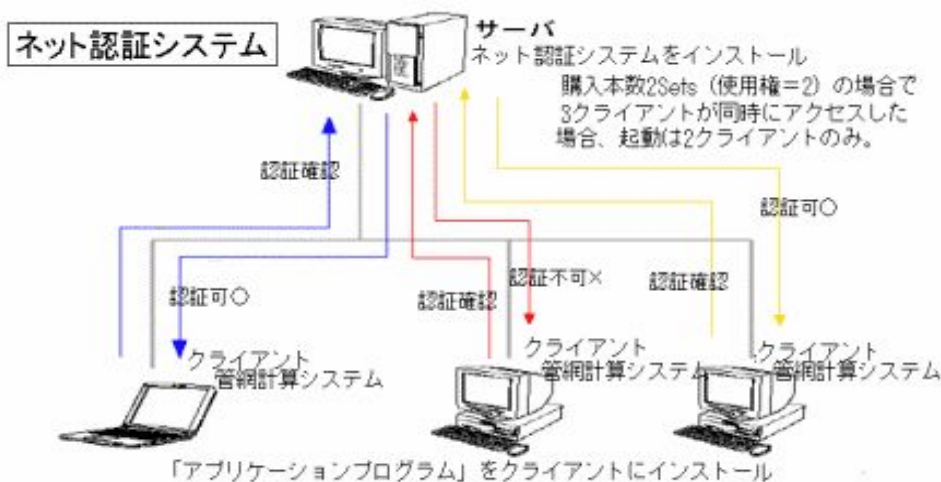 ネット認証システム
サーバ
ネット認証システムをインストール
購入本数2Sets（使用権＝2）の場合で
3クライアントが同時にアクセスした
場合、起動は2クライアントのみ。
認証確認
認証可○
認証可○
認証確認
認証不可×
認証確認
クライアント
管網計算システム
クライアント
管網計算システム
クライアント
管網計算システム
「アプリケーションプログラム」をクライアントにインストール